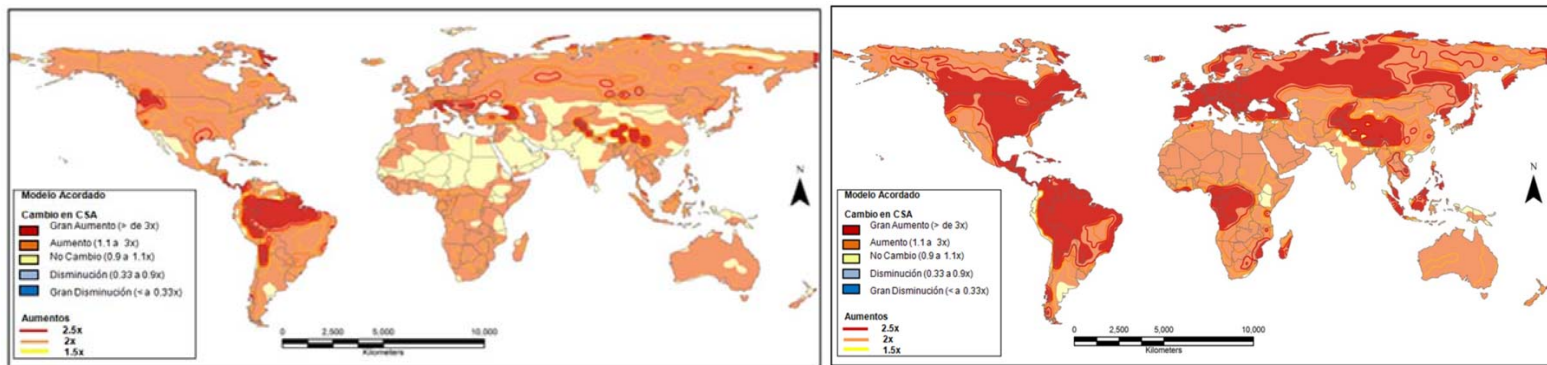 N
Modelo Acordado
Cambio en CSA
Gran Aumento (> de 3x)
Aumento (1.1 a 3x)
No Cambio (0.9 a 1.1x)
Disminución (0.33 a 0.9x)
Gran Disminución (< a 0.33x)
Aumentos
2.5x
2x
1.5x
0 2,500 5,000 10,000
Kilometers
N
Modelo Acordado
Cambio en CSA
Gran Aumento (> de 3x)
Aumento (1.1 a 3x)
No Cambio (0.9 a 1.1x)
Disminución (0.33 a 0.9x)
Gran Disminución (< a 0.33x)
Aumentos
2.5x
2x
1.5x
0 2,500 5,000 10,000
Kilometers